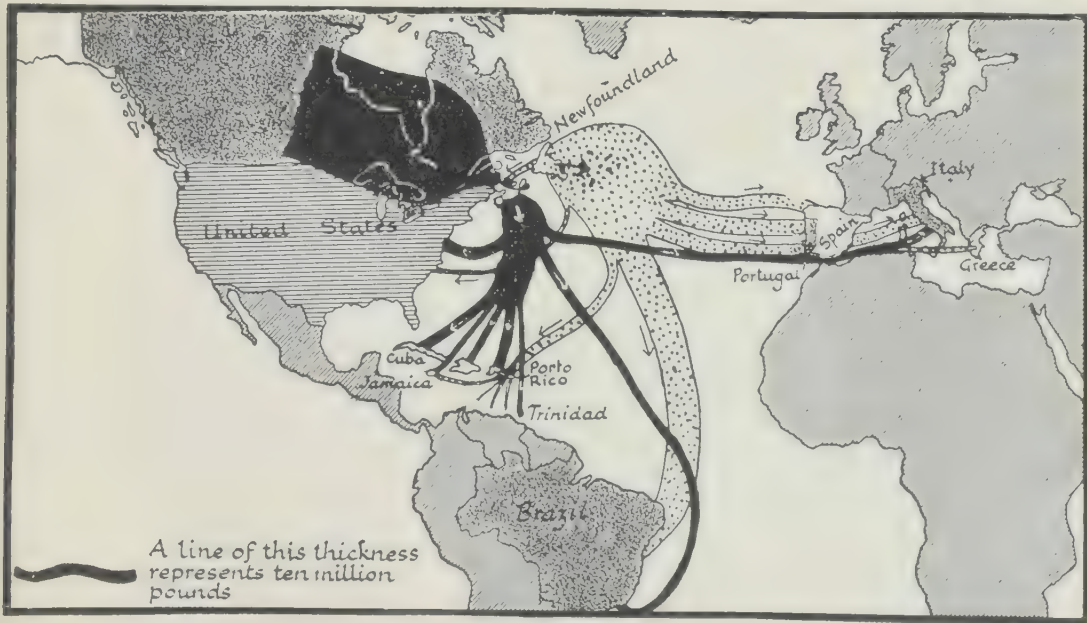 Newfoundland
United States
Italy
Spain
Portugal
Greece
Cuba
Jamaica
Porto
Rico
Trinidad
Brazil
A line of this thickness
represents ten million
pounds